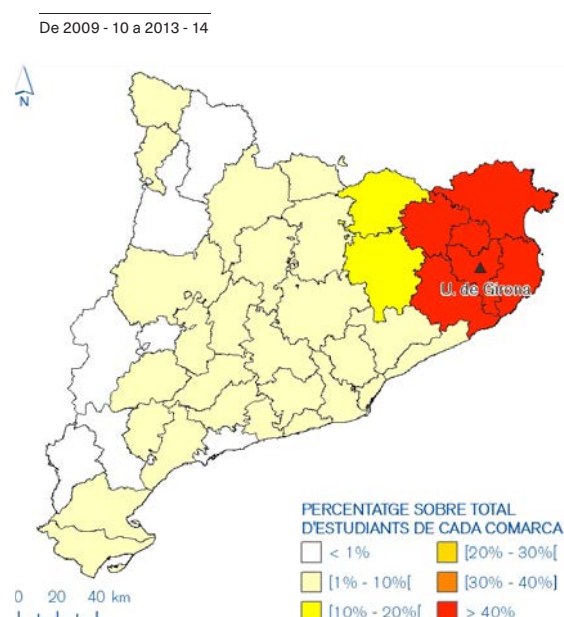 De 2009 - 10 a 2013 - 14
N
U. de Girona
PERCENTATGE SOBRE TOTAL
D'ESTUDIANTS DE CADA COMARCA
< 1%
[20% - 30%[
[1% - 10%[
[30% - 40%]
[10% - 20%[
> 40%
0 20 40 km